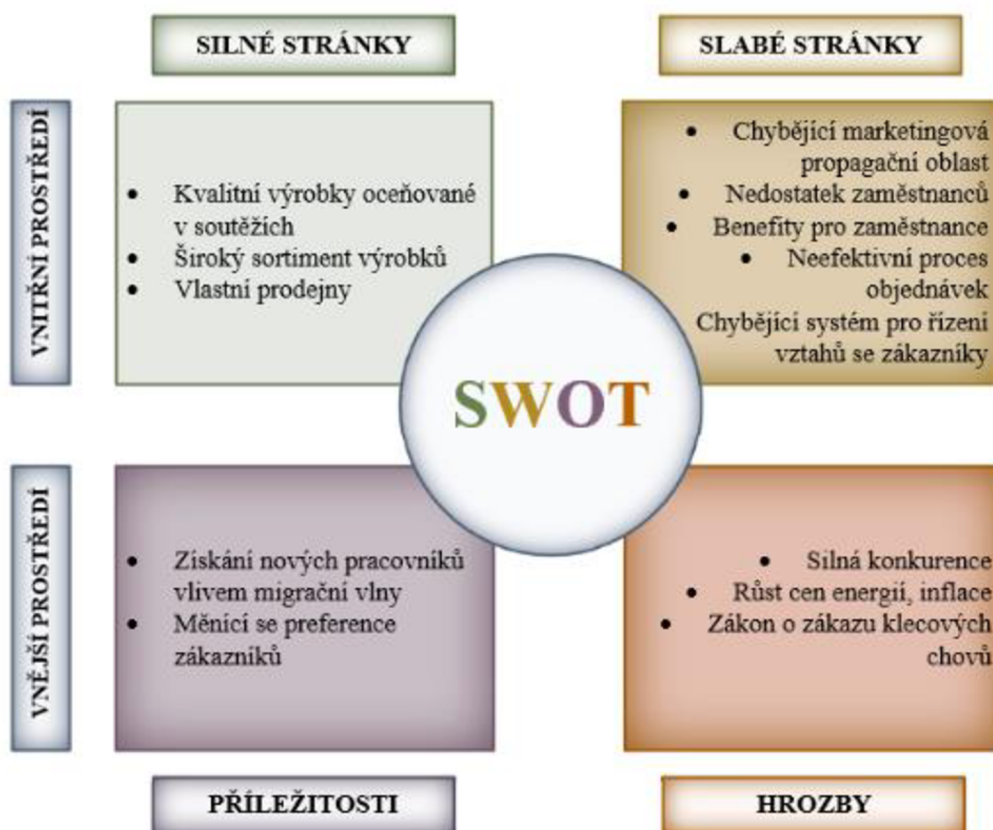 SILNÉ STRÁNKY
SLABÉ STRÁNKY
VNITŘNÍ PROSTŘEDÍ
• Kvalitní výrobky oceňované
v soutěžích
• Široký sortiment výrobků
• Vlastní prodejny
• Chybějící marketingová
propagační oblast
• Nedostatek zaměstnanců
• Benefity pro zaměstnance
• Neefektivní proces
objednávek
Chybějící systém pro řízení
vztahů se zákazníky
SWOT
VNĚJŠÍ PROSTŘEDÍ
• Získání nových pracovníků
vlivem migrační vlny
• Měnící se preference
zákazníků
• Silná konkurence
• Růst cen energií, inflace
• Zákon o zákazu klecových
chovů
PŘÍLEŽITOSTI
HROZBY